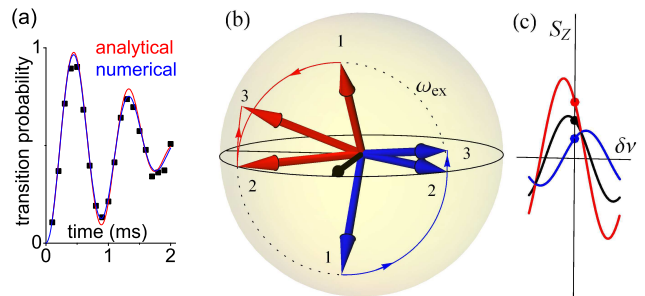 (a)
1
analytical
numerical
transition probability
0
0
time (ms)
1
2
(b)
1
3
ω_ex
2
3
2
1
(c)
S_Z
δν